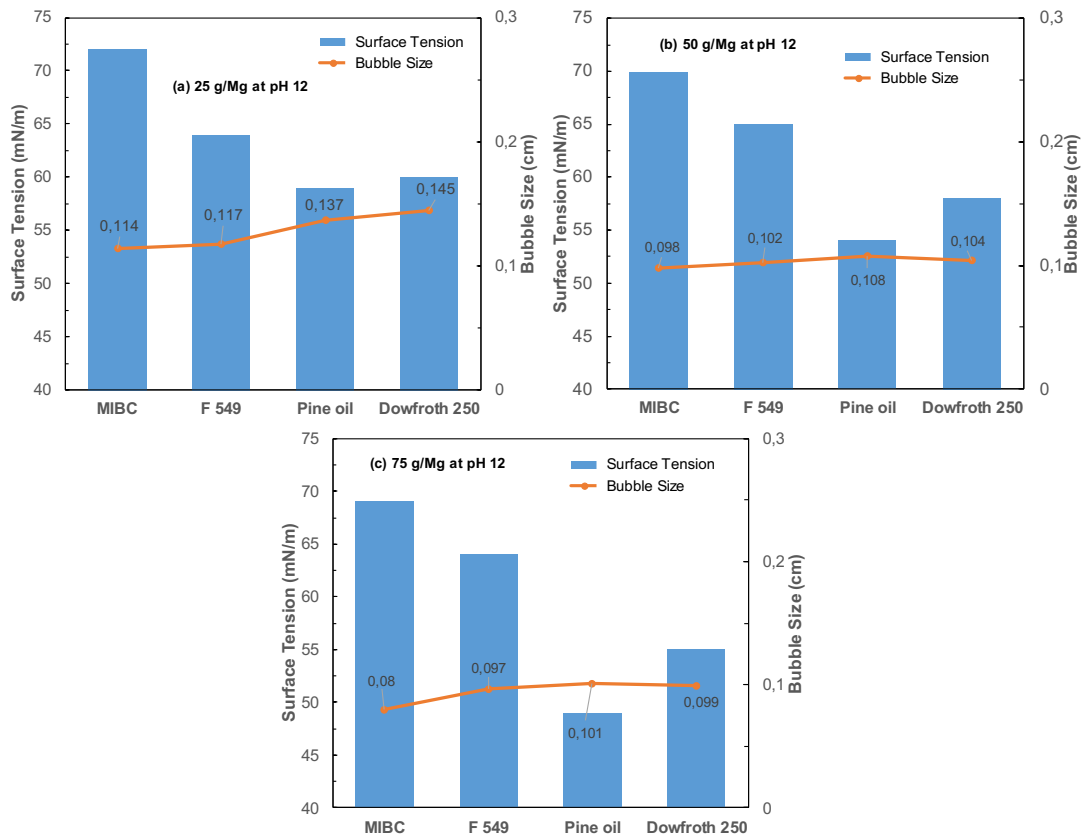 (a) 25 g/Mg at pH 12
Surface Tension
Bubble Size
Surface Tension (mN/m)
75
70
65
60
55
50
45
40
0,114
0,117
0,137
0,145
0,3
0,2
0,1
0
Bubble Size (cm)
MIBC F 549 Pine oil Dowfroth 250
(b) 50 g/Mg at pH 12
Surface Tension
Bubble Size
Surface Tension (mN/m)
75
70
65
60
55
50
45
40
0,098
0,102
0,108
0,104
0,3
0,2
0,1
0
Bubble Size (cm)
MIBC F 549 Pine oil Dowfroth 250
(c) 75 g/Mg at pH 12
Surface Tension
Bubble Size
Surface Tension (mN/m)
75
70
65
60
55
50
45
40
0,08
0,097
0,101
0,099
0,3
0,2
0,1
0
Bubble Size (cm)
MIBC F 549 Pine oil Dowfroth 250